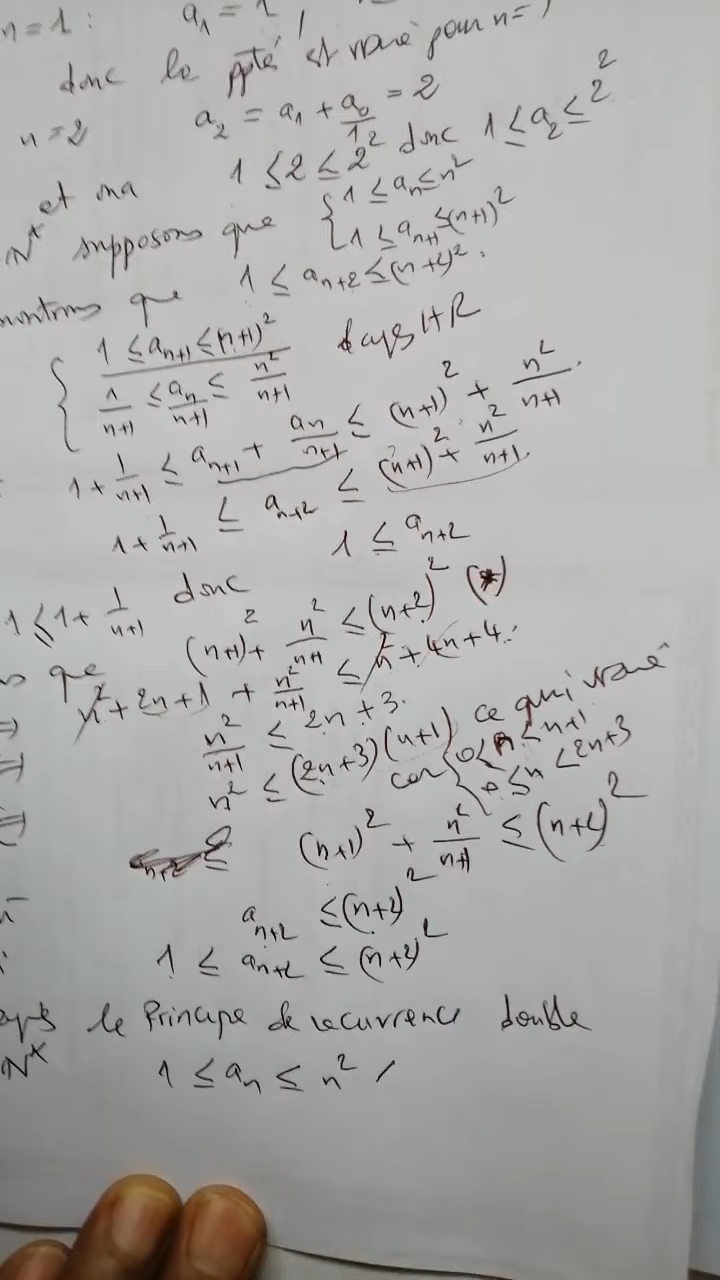 n = 1 : a₁ = 1 /
donc la ppté est vraie pour n =
n = 2 a₂ = a₁ + a₀/1 = 2
et ma 1 ≤ 2 ≤ 2² donc 1 ≤ a₂ ≤ 2²
N* supposons que { 1 ≤ aₙ ≤ n²
1 ≤ aₙ₊₁ ≤ (n+1)²
montrons que 1 ≤ aₙ₊₂ ≤ (n+2)².
{ 1 ≤ aₙ₊₁ ≤ (n+1)² HR
1/(n+1) ≤ aₙ/(n+1) ≤ n²/(n+1)
1 + 1/(n+1) ≤ aₙ₊₁ + aₙ/(n+1) ≤ (n+1)² + n²/(n+1).
1 + 1/(n+1) ≤ aₙ₊₂ ≤ (n+1)² + n²/(n+1).
1 ≤ 1 + 1/(n+1) donc 1 ≤ aₙ₊₂
que (n+1)² + n²/(n+1) ≤ (n+2)² (*)
n² + 2n + 1 + n²/(n+1) ≤ n² + 4n + 4.
n²/(n+1) ≤ 2n + 3.
n² ≤ (2n+3)(n+1) ce qui vraie
car { 0 ≤ n ≤ n+1
0 ≤ n < 2n+3
≤ (n+1)² + n²/(n+1) ≤ (n+2)²
aₙ₊₂ ≤ (n+2)²
1 ≤ aₙ₊₂ ≤ (n+2)²
le Principe de recurrence double
N* 1 ≤ aₙ ≤ n² /